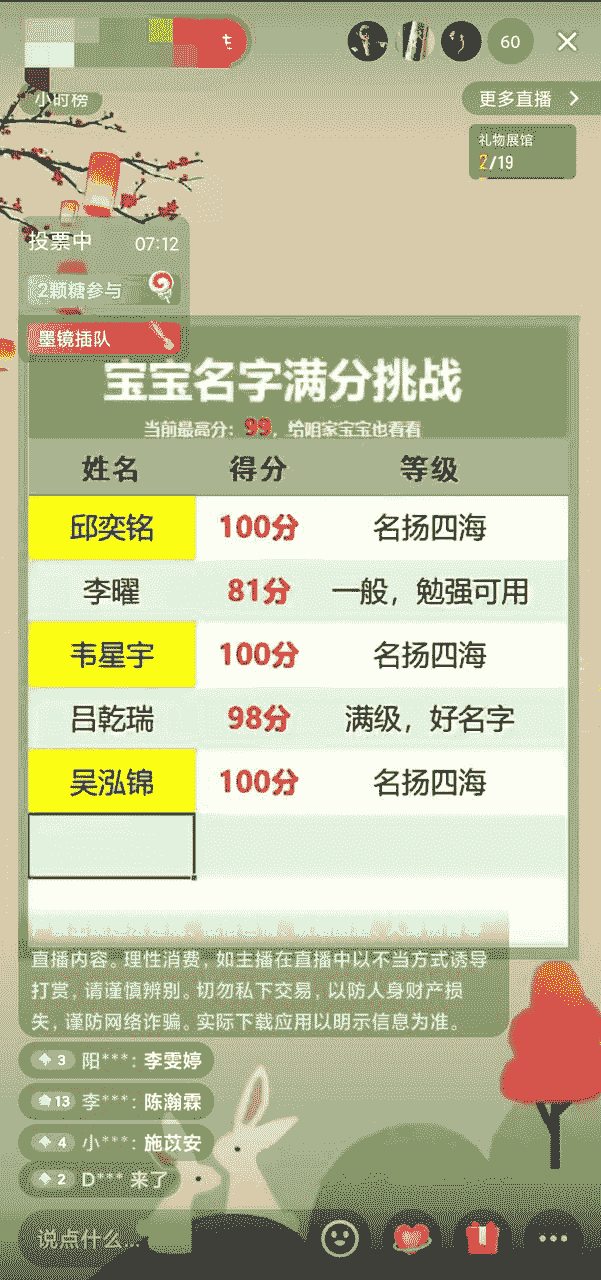 60
小时榜
更多直播
礼物展馆
2/19
投票中 07:12
2颗糖参与
墨镜插队
宝宝名字满分挑战
当前最高分：99，给咱家宝宝也看看
姓名 得分 等级
邱奕铭 100分 名扬四海
李曜 81分 一般，勉强可用
韦星宇 100分 名扬四海
吕乾瑞 98分 满级，好名字
吴泓锦 100分 名扬四海
直播内容。理性消费，如主播在直播中以不当方式诱导
打赏，请谨慎辨别。切勿私下交易，以防人身财产损
失，谨防网络诈骗。实际下载应用以明示信息为准。
3 阳***：李雯婷
13 李***：陈瀚霖
4 小***：施苡安
2 D*** 来了
说点什么...